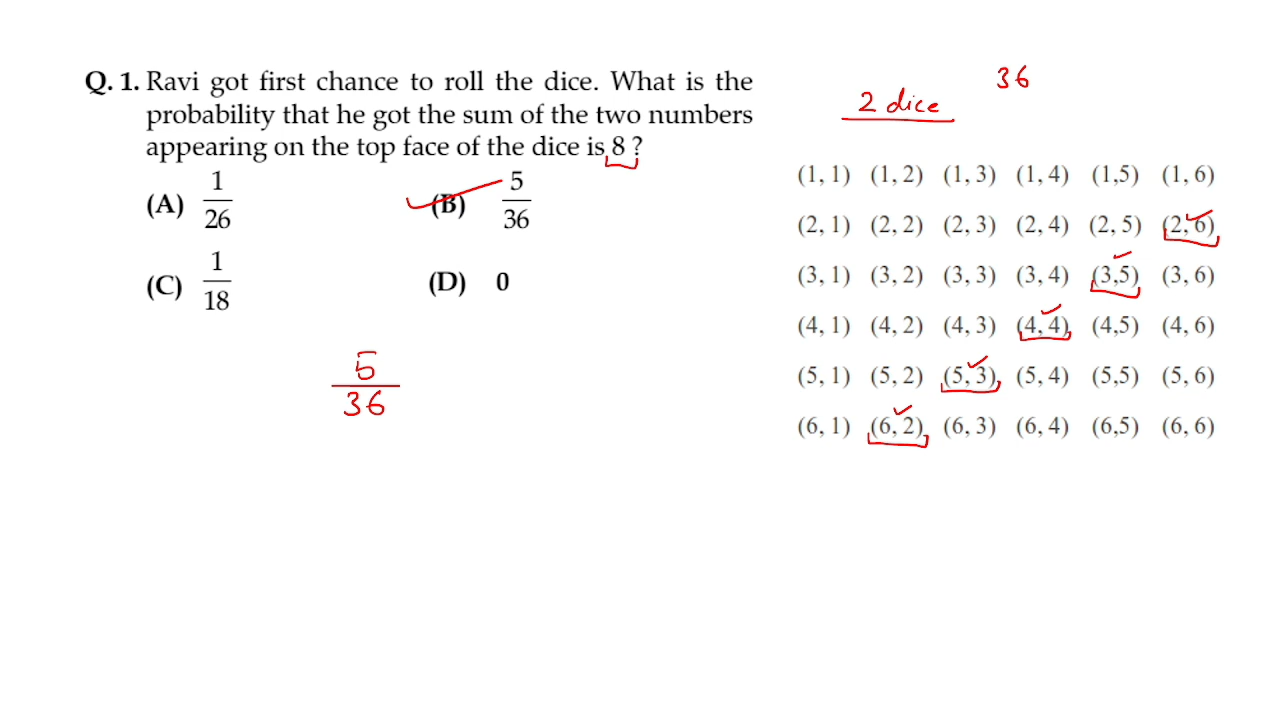 Q. 1. Ravi got first chance to roll the dice. What is the
probability that he got the sum of the two numbers
appearing on the top face of the dice is 8 ?
(A) 1/26
(B) 5/36
(C) 1/18
(D) 0
5/36
2 dice
36
(1, 1) (1, 2) (1, 3) (1, 4) (1,5) (1, 6)
(2, 1) (2, 2) (2, 3) (2, 4) (2, 5) (2, 6)
(3, 1) (3, 2) (3, 3) (3, 4) (3,5) (3, 6)
(4, 1) (4, 2) (4, 3) (4, 4) (4,5) (4, 6)
(5, 1) (5, 2) (5, 3) (5, 4) (5,5) (5, 6)
(6, 1) (6, 2) (6, 3) (6, 4) (6,5) (6, 6)